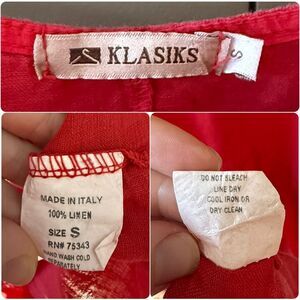 KLASIKS
S
MADE IN ITALY
100% LINEN
SIZE S
RN# 75343
HAND WASH COLD
SEPARATELY
DO NOT BLEACH
LINE DRY
COOL IRON OR
DRY CLEAN